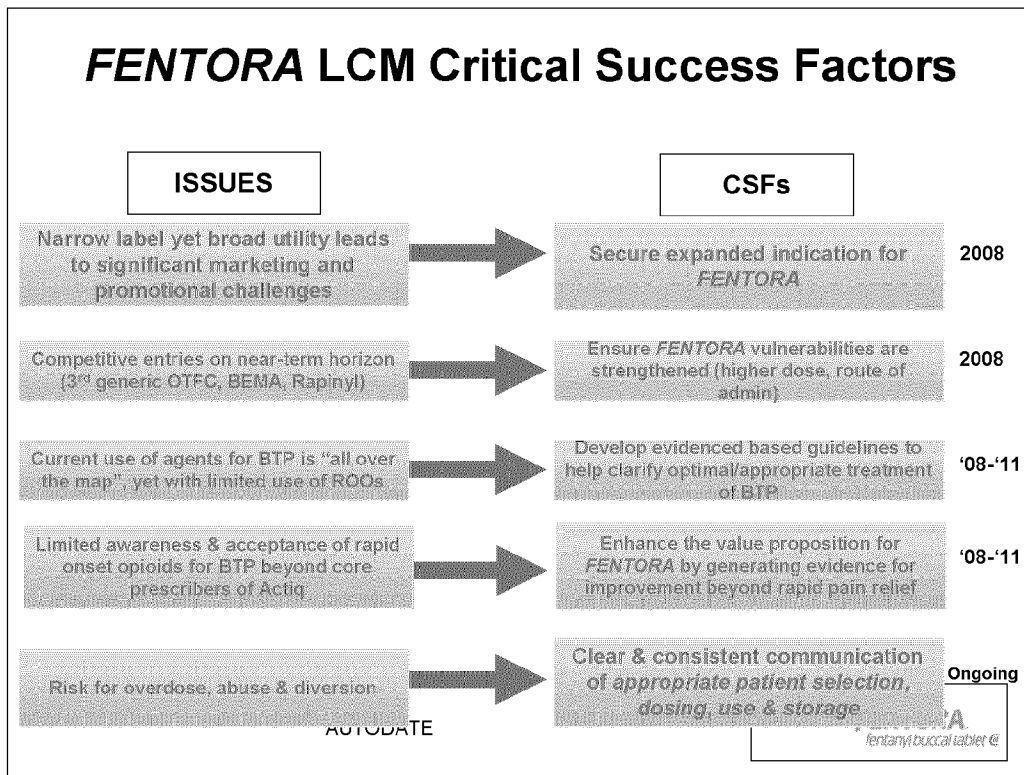 FENTORA LCM Critical Success Factors
ISSUES
CSFs
Narrow label yet broad utility leads
to significant marketing and
promotional challenges
Secure expanded indication for
FENTORA
2008
Competitive entries on near-term horizon
(3rd generic OTFC, BEMA, Rapinyl)
Ensure FENTORA vulnerabilities are
strengthened (higher dose, route of
admin)
2008
Current use of agents for BTP is “all over
the map”, yet with limited use of ROOs
Develop evidenced based guidelines to
help clarify optimal/appropriate treatment
of BTP
‘08-‘11
Limited awareness & acceptance of rapid
onset opioids for BTP beyond core
prescribers of Actiq
Enhance the value proposition for
FENTORA by generating evidence for
improvement beyond rapid pain relief
‘08-‘11
Risk for overdose, abuse & diversion
Clear & consistent communication
of appropriate patient selection,
dosing, use & storage
Ongoing
AUTODATE
FENTORA
fentanyl buccal tablet